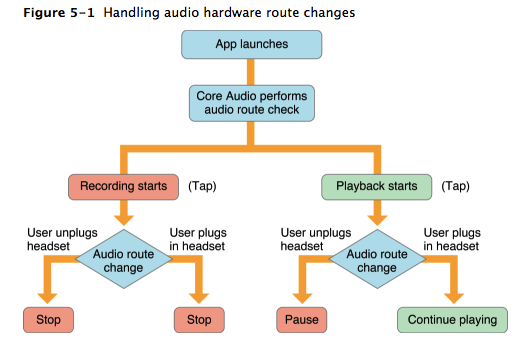 Figure 5-1 Handling audio hardware route changes
App launches
Core Audio performs
audio route check
Recording starts
(Tap)
Playback starts
(Tap)
User unplugs
headset
Audio route
change
User plugs
in headset
User unplugs
headset
Audio route
change
User plugs
in headset
Stop
Stop
Pause
Continue playing